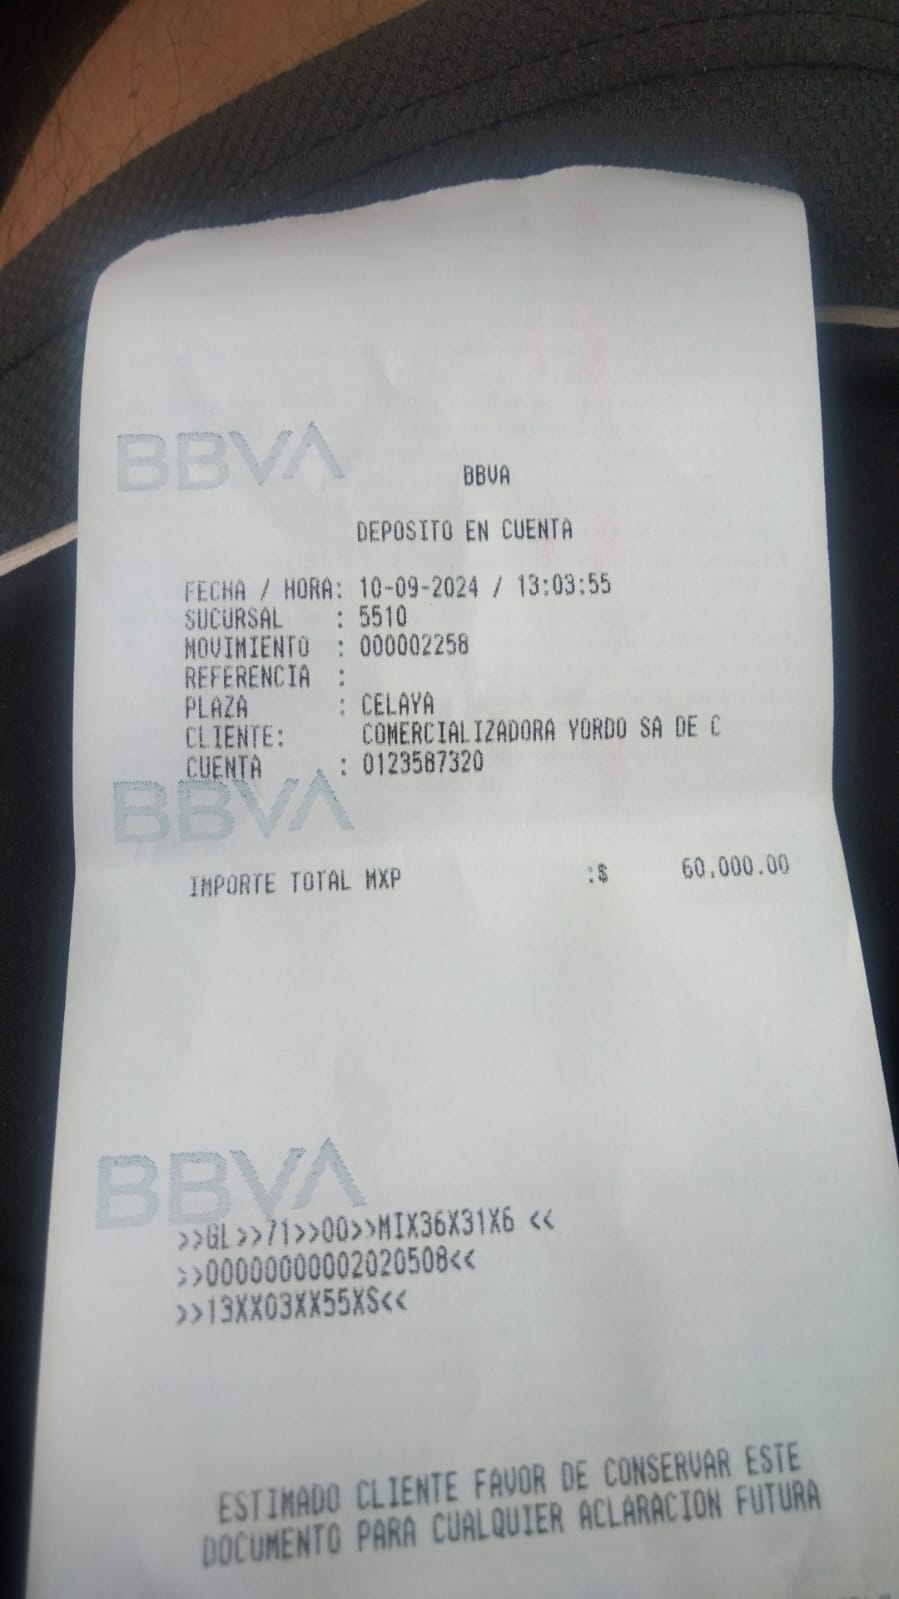 BBVA
BBVA
DEPOSITO EN CUENTA
FECHA / HORA: 10-09-2024 / 13:03:55
SUCURSAL : 5510
MOVIMIENTO : 000002258
REFERENCIA :
PLAZA : CELAYA
CLIENTE: COMERCIALIZADORA YORDO SA DE C
CUENTA : 0123587320
BBVA
IMPORTE TOTAL MXP :$ 60,000.00
BBVA
>>GL>>71>>00>>MIX36X31X6 <<
>>00000000002020508<<
>>13XX03XX55XS<<
ESTIMADO CLIENTE FAVOR DE CONSERVAR ESTE
DOCUMENTO PARA CUALQUIER ACLARACION FUTURA